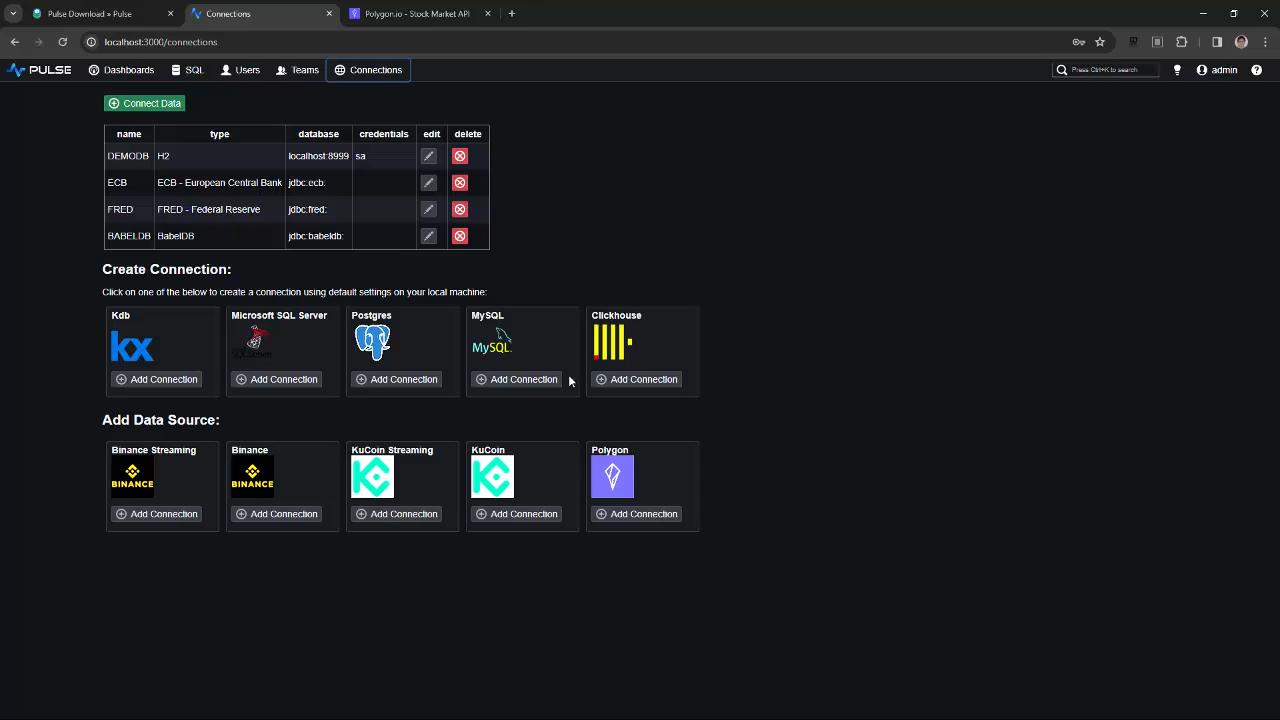 Pulse Download » Pulse
Connections
Polygon.io - Stock Market API
localhost:3000/connections
PULSE
Dashboards
SQL
Users
Teams
Connections
Press Ctrl+K to search
admin
Connect Data
name type database credentials edit delete
DEMODB H2 localhost:8999 sa
ECB ECB - European Central Bank jdbc:ecb:
FRED FRED - Federal Reserve jdbc:fred:
BABELDB BabelDB jdbc:babeldb:
Create Connection:
Click on one of the below to create a connection using default settings on your local machine:
Kdb
Microsoft SQL Server
Postgres
MySQL
Clickhouse
kx
SQL Server
MySQL
Add Connection
Add Connection
Add Connection
Add Connection
Add Connection
Add Data Source:
Binance Streaming
Binance
KuCoin Streaming
KuCoin
Polygon
BINANCE
BINANCE
Add Connection
Add Connection
Add Connection
Add Connection
Add Connection